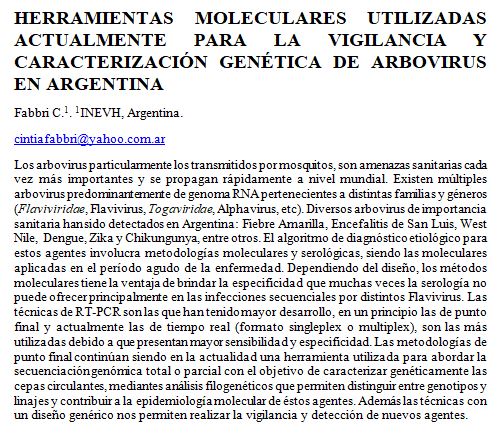 HERRAMIENTAS MOLECULARES UTILIZADAS
ACTUALMENTE PARA LA VIGILANCIA Y
CARACTERIZACIÓN GENÉTICA DE ARBOVIRUS
EN ARGENTINA
Fabbri C.¹. ¹INEVH, Argentina.
cintiafabbri@yahoo.com.ar
Los arbovirus particularmente los transmitidos por mosquitos, son amenazas sanitarias cada
vez más importantes y se propagan rápidamente a nivel mundial. Existen múltiples
arbovirus predominantemente de genoma RNA pertenecientes a distintas familias y géneros
(Flaviviridae, Flavivirus, Togaviridae, Alphavirus, etc). Diversos arbovirus de importancia
sanitaria han sido detectados en Argentina: Fiebre Amarilla, Encefalitis de San Luis, West
Nile, Dengue, Zika y Chikungunya, entre otros. El algoritmo de diagnóstico etiológico para
estos agentes involucra metodologías moleculares y serológicas, siendo las moleculares
aplicadas en el período agudo de la enfermedad. Dependiendo del diseño, los métodos
moleculares tiene la ventaja de brindar la especificidad que muchas veces la serología no
puede ofrecer principalmente en las infecciones secuenciales por distintos Flavivirus. Las
técnicas de RT-PCR son las que han tenido mayor desarrollo, en un principio las de punto
final y actualmente las de tiempo real (formato singleplex o multiplex), son las más
utilizadas debido a que presentan mayor sensibilidad y especificidad. Las metodologías de
punto final continúan siendo en la actualidad una herramienta utilizada para abordar la
secuenciación genómica total o parcial con el objetivo de caracterizar genéticamente las
cepas circulantes, mediantes análisis filogenéticos que permiten distinguir entre genotipos y
linajes y contribuir a la epidemiología molecular de éstos agentes. Además las técnicas con
un diseño genérico nos permiten realizar la vigilancia y detección de nuevos agentes.